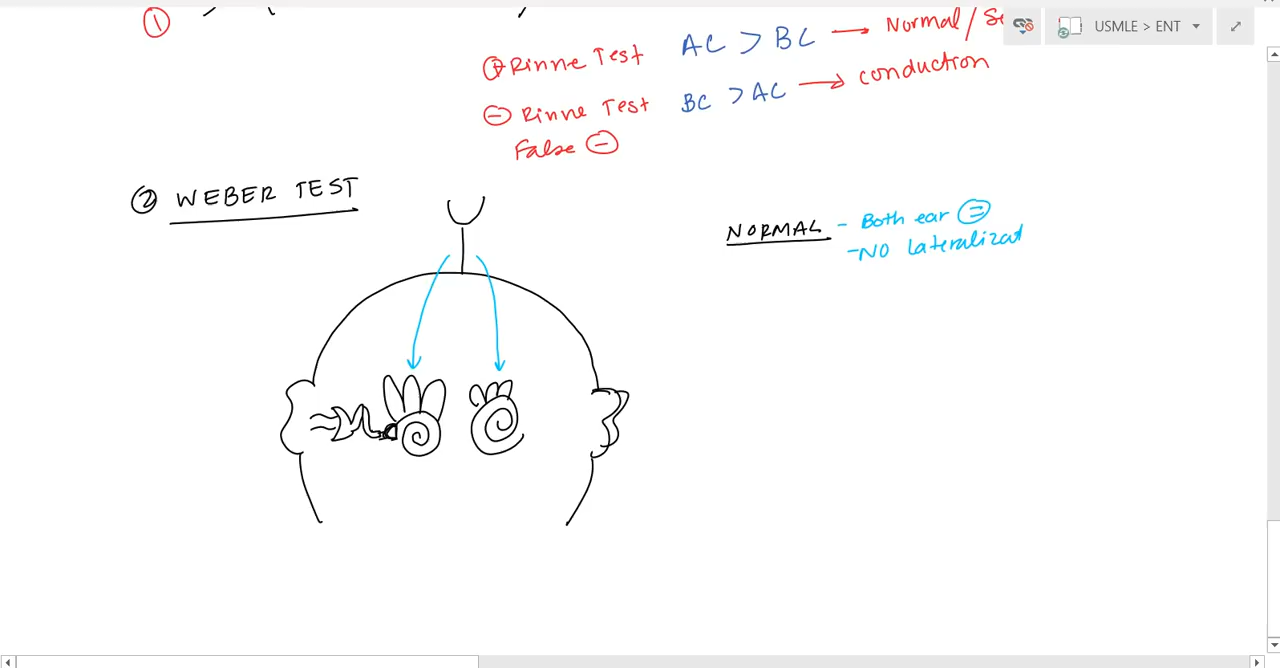 ①
USMLE > ENT
⊕ Rinne Test AC > BC → Normal / Se
⊖ Rinne Test BC > AC → conduction
False ⊖
② WEBER TEST
NORMAL - Both ear ⊜
- NO lateralizat